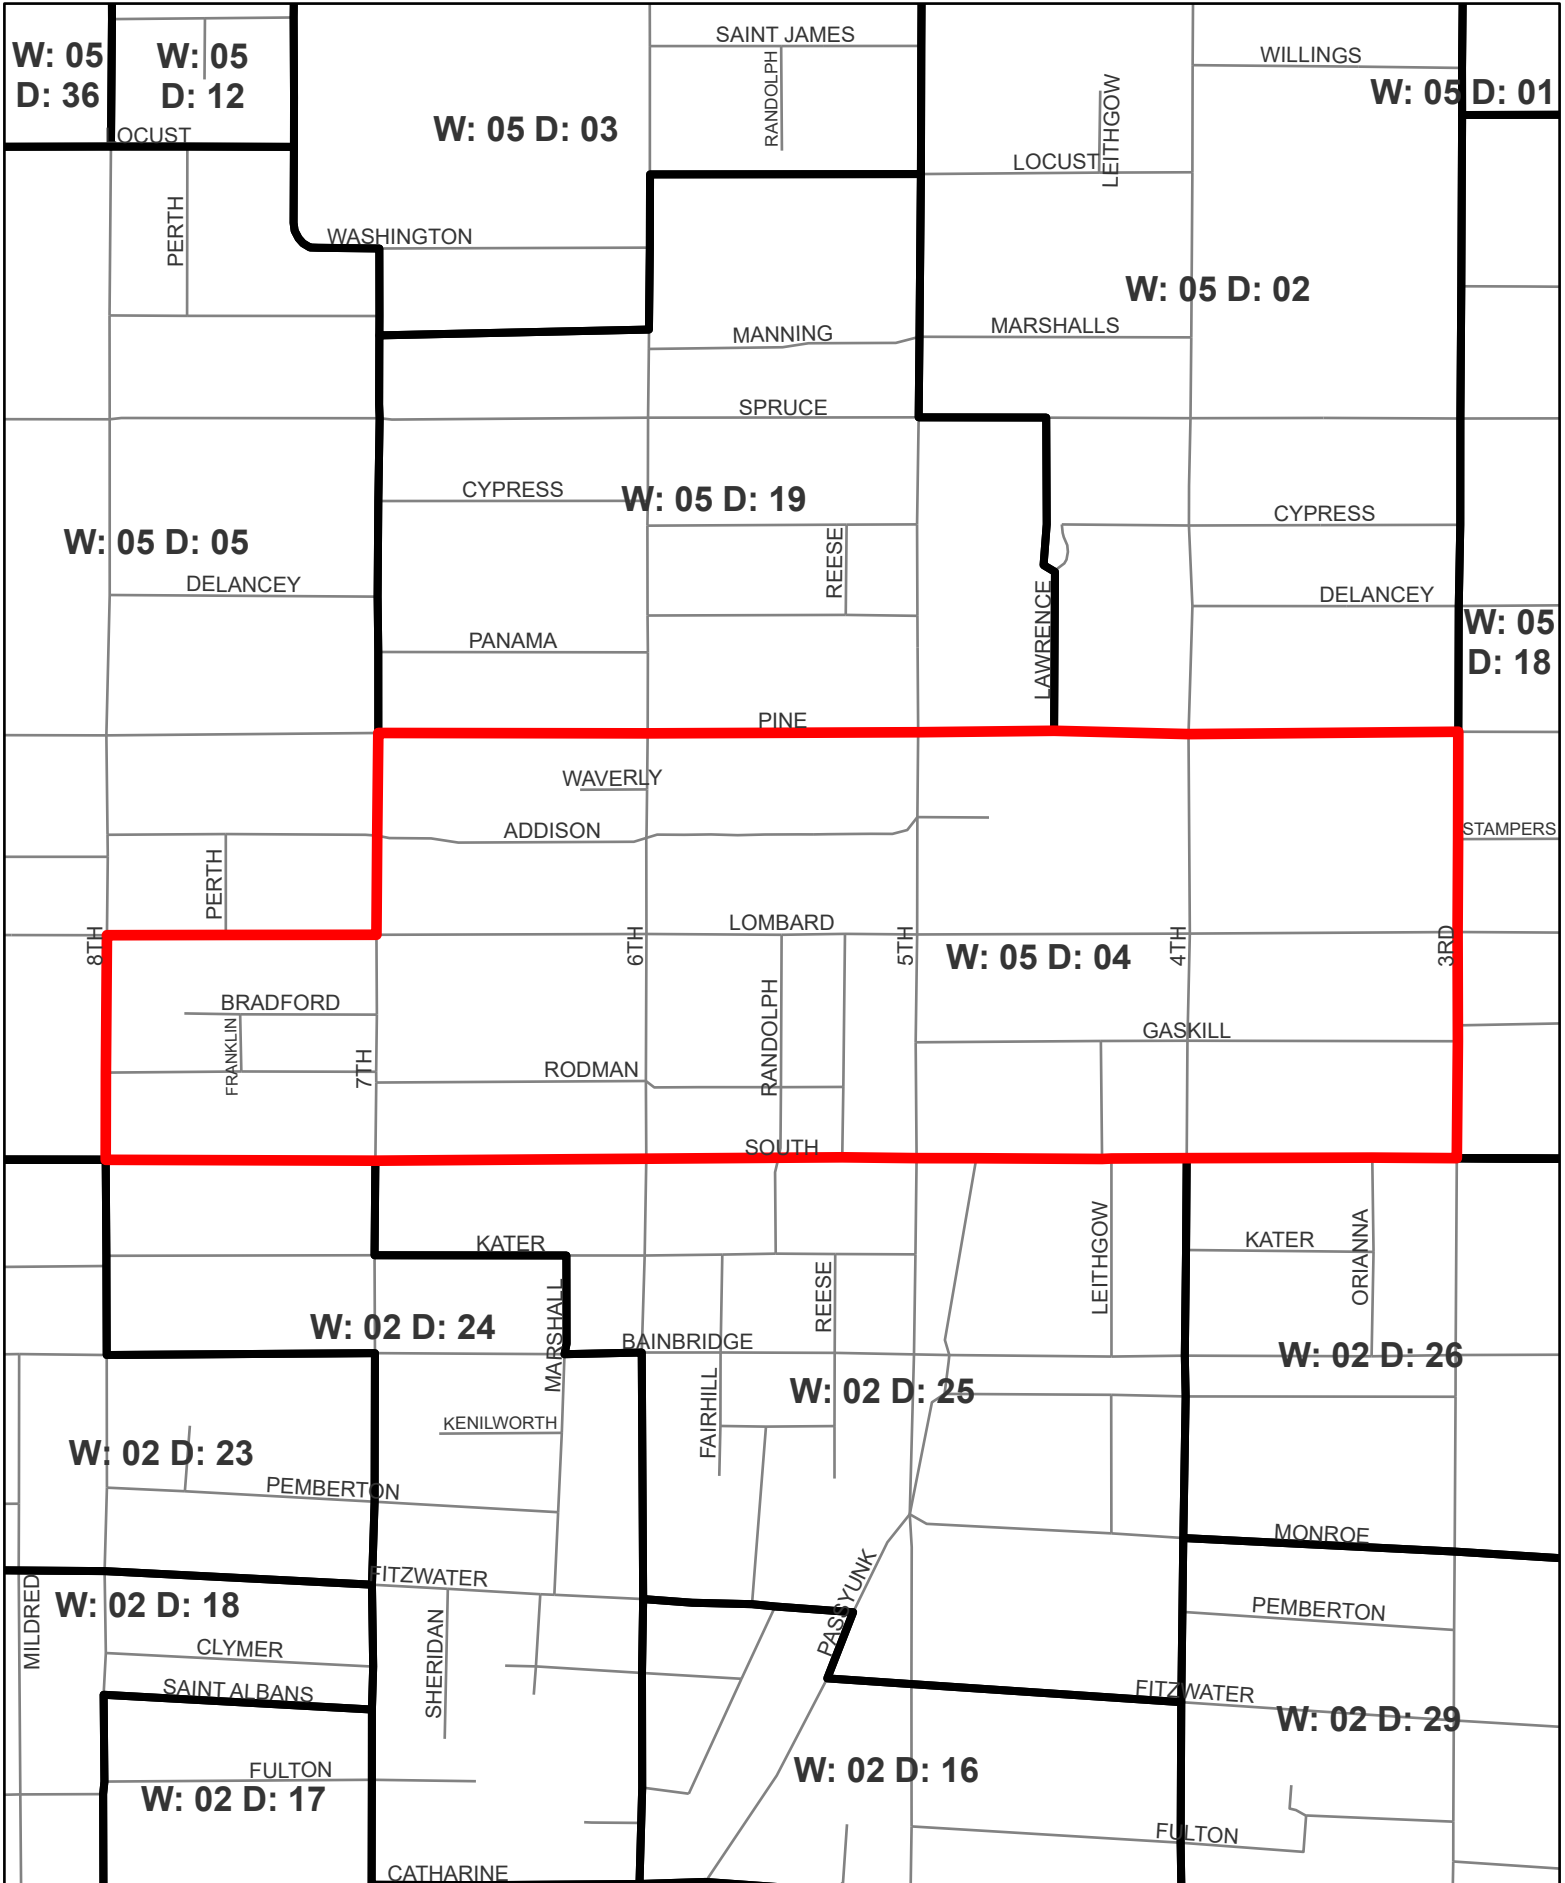 SAINT JAMES
W: 05
D: 36
W: 05
D: 12
WILLINGS
RANDOLPH
W: 05 D: 01
LEITHGOW
W: 05 D: 03
LOCUST
LOCUST
PERTH
WASHINGTON
W: 05 D: 02
MANNING
MARSHALLS
SPRUCE
CYPRESS
W: 05 D: 19
CYPRESS
W: 05 D: 05
REESE
DELANCEY
DELANCEY
LAWRENCE
W: 05
D: 18
PANAMA
PINE
WAVERLY
ADDISON
STAMPERS
PERTH
LOMBARD
8TH
6TH
5TH
W: 05 D: 04
4TH
3RD
BRADFORD
FRANKLIN
RANDOLPH
GASKILL
7TH
RODMAN
SOUTH
KATER
LEITHGOW
KATER
ORIANNA
MARSHALL
REESE
W: 02 D: 24
BAINBRIDGE
W: 02 D: 26
W: 02 D: 25
FAIRHILL
KENILWORTH
W: 02 D: 23
PEMBERTON
MONROE
FITZWATER
PASSYUNK
W: 02 D: 18
MILDRED
PEMBERTON
CLYMER
SHERIDAN
SAINT ALBANS
FITZWATER
W: 02 D: 29
FULTON
W: 02 D: 16
W: 02 D: 17
FULTON
CATHARINE